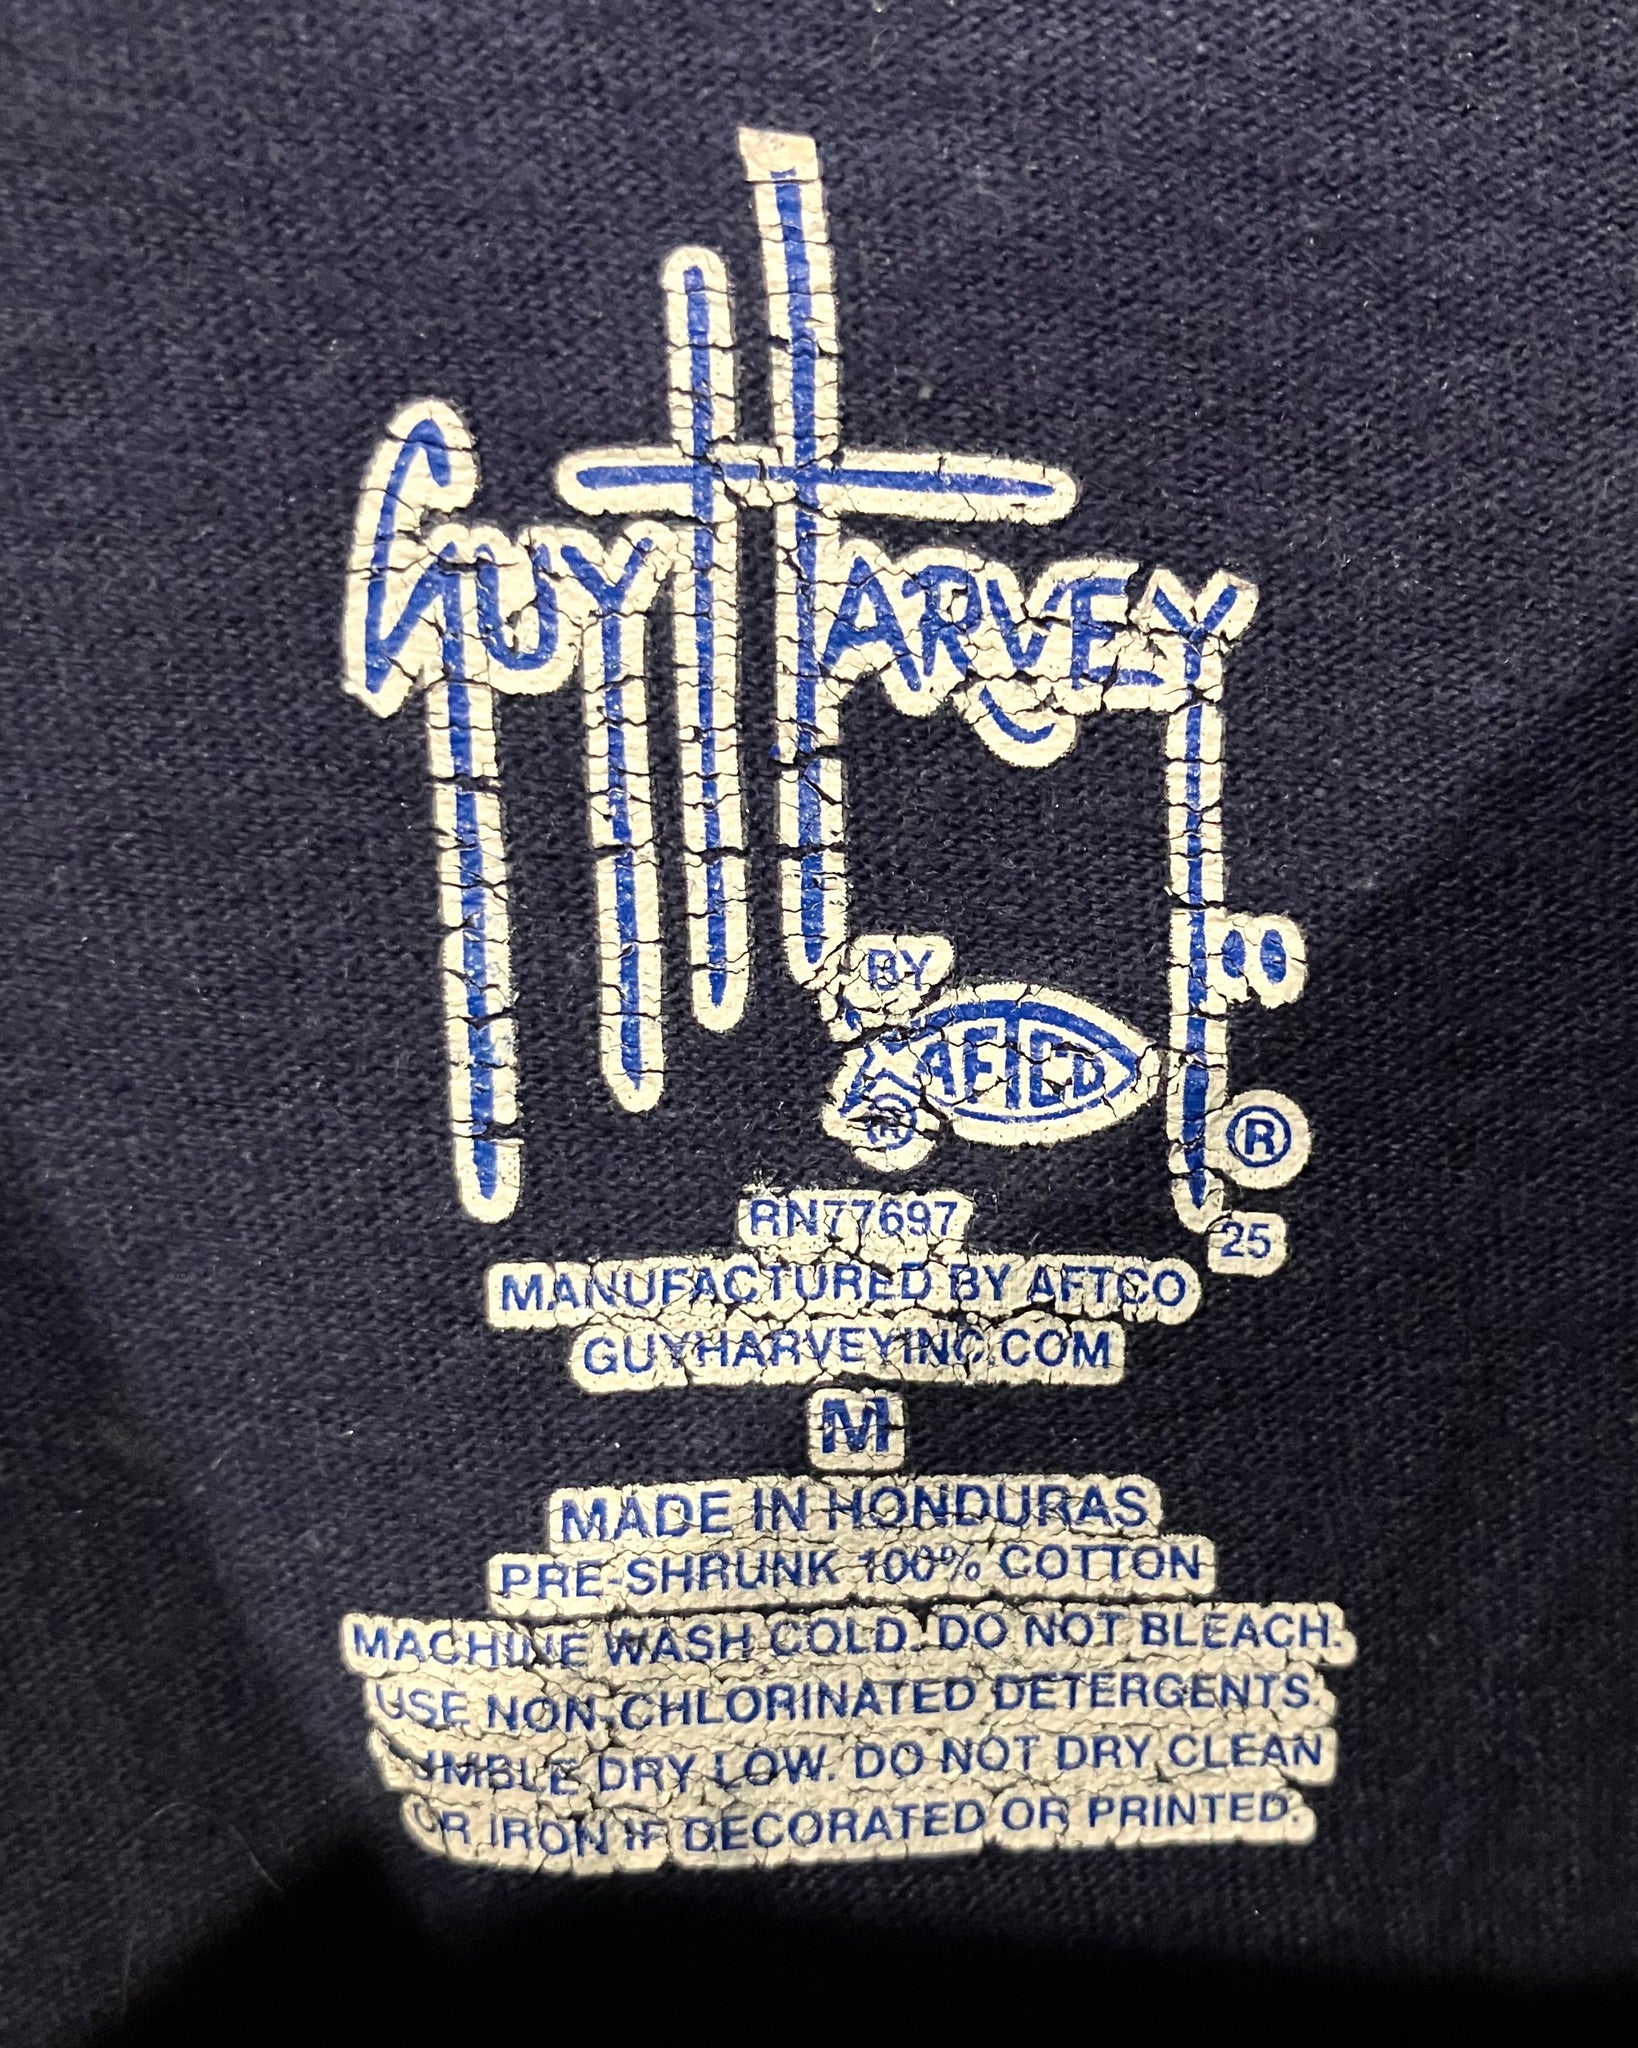 GUY HARVEY
BY
AFTCO
®
®
25
RN77697
MANUFACTURED BY AFTCO
GUYHARVEYINC.COM
M
MADE IN HONDURAS
PRE-SHRUNK 100% COTTON
MACHINE WASH COLD. DO NOT BLEACH.
USE NON-CHLORINATED DETERGENTS.
TUMBLE DRY LOW. DO NOT DRY CLEAN
OR IRON IF DECORATED OR PRINTED.